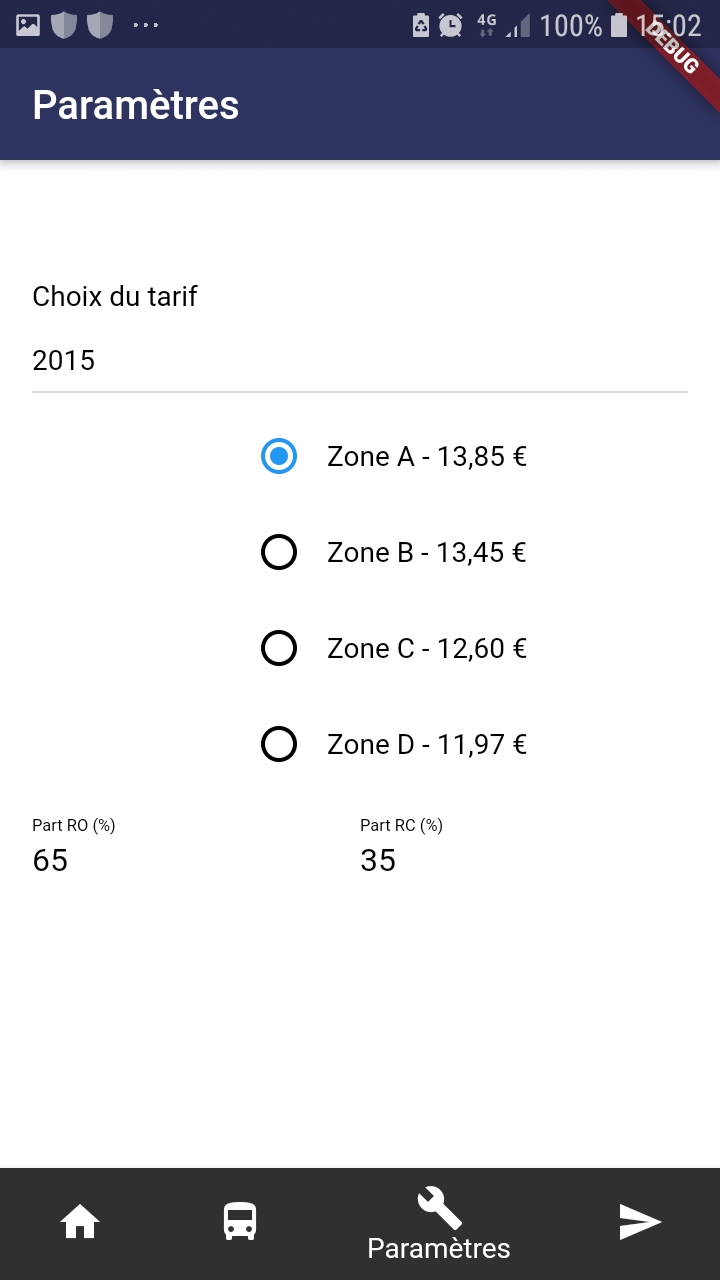 4G 100% 15:02
DEBUG
Paramètres
Choix du tarif
2015
Zone A - 13,85 €
Zone B - 13,45 €
Zone C - 12,60 €
Zone D - 11,97 €
Part RO (%) Part RC (%)
65 35
Paramètres